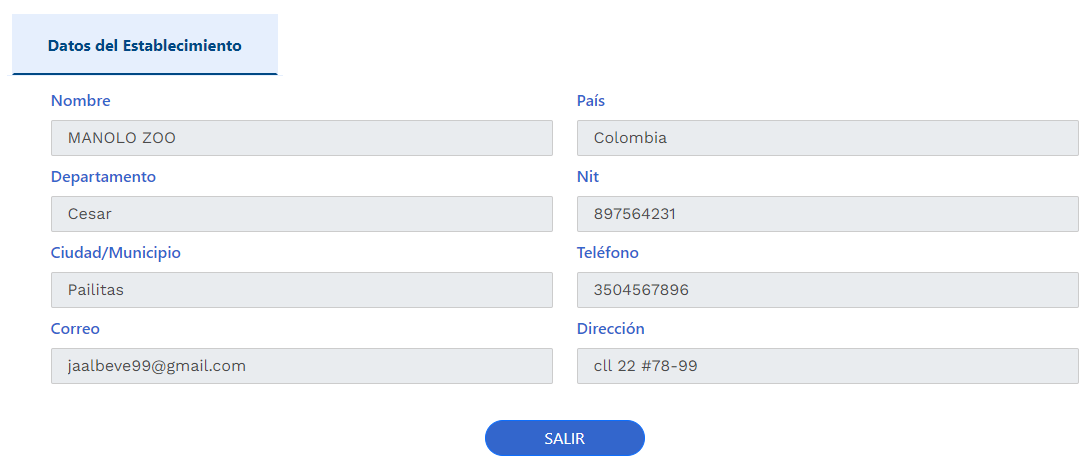 Datos del Establecimiento
Nombre
País
MANOLO ZOO
Colombia
Departamento
Nit
Cesar
897564231
Ciudad/Municipio
Teléfono
Pailitas
3504567896
Correo
Dirección
jaalbeve99@gmail.com
cll 22 #78-99
SALIR